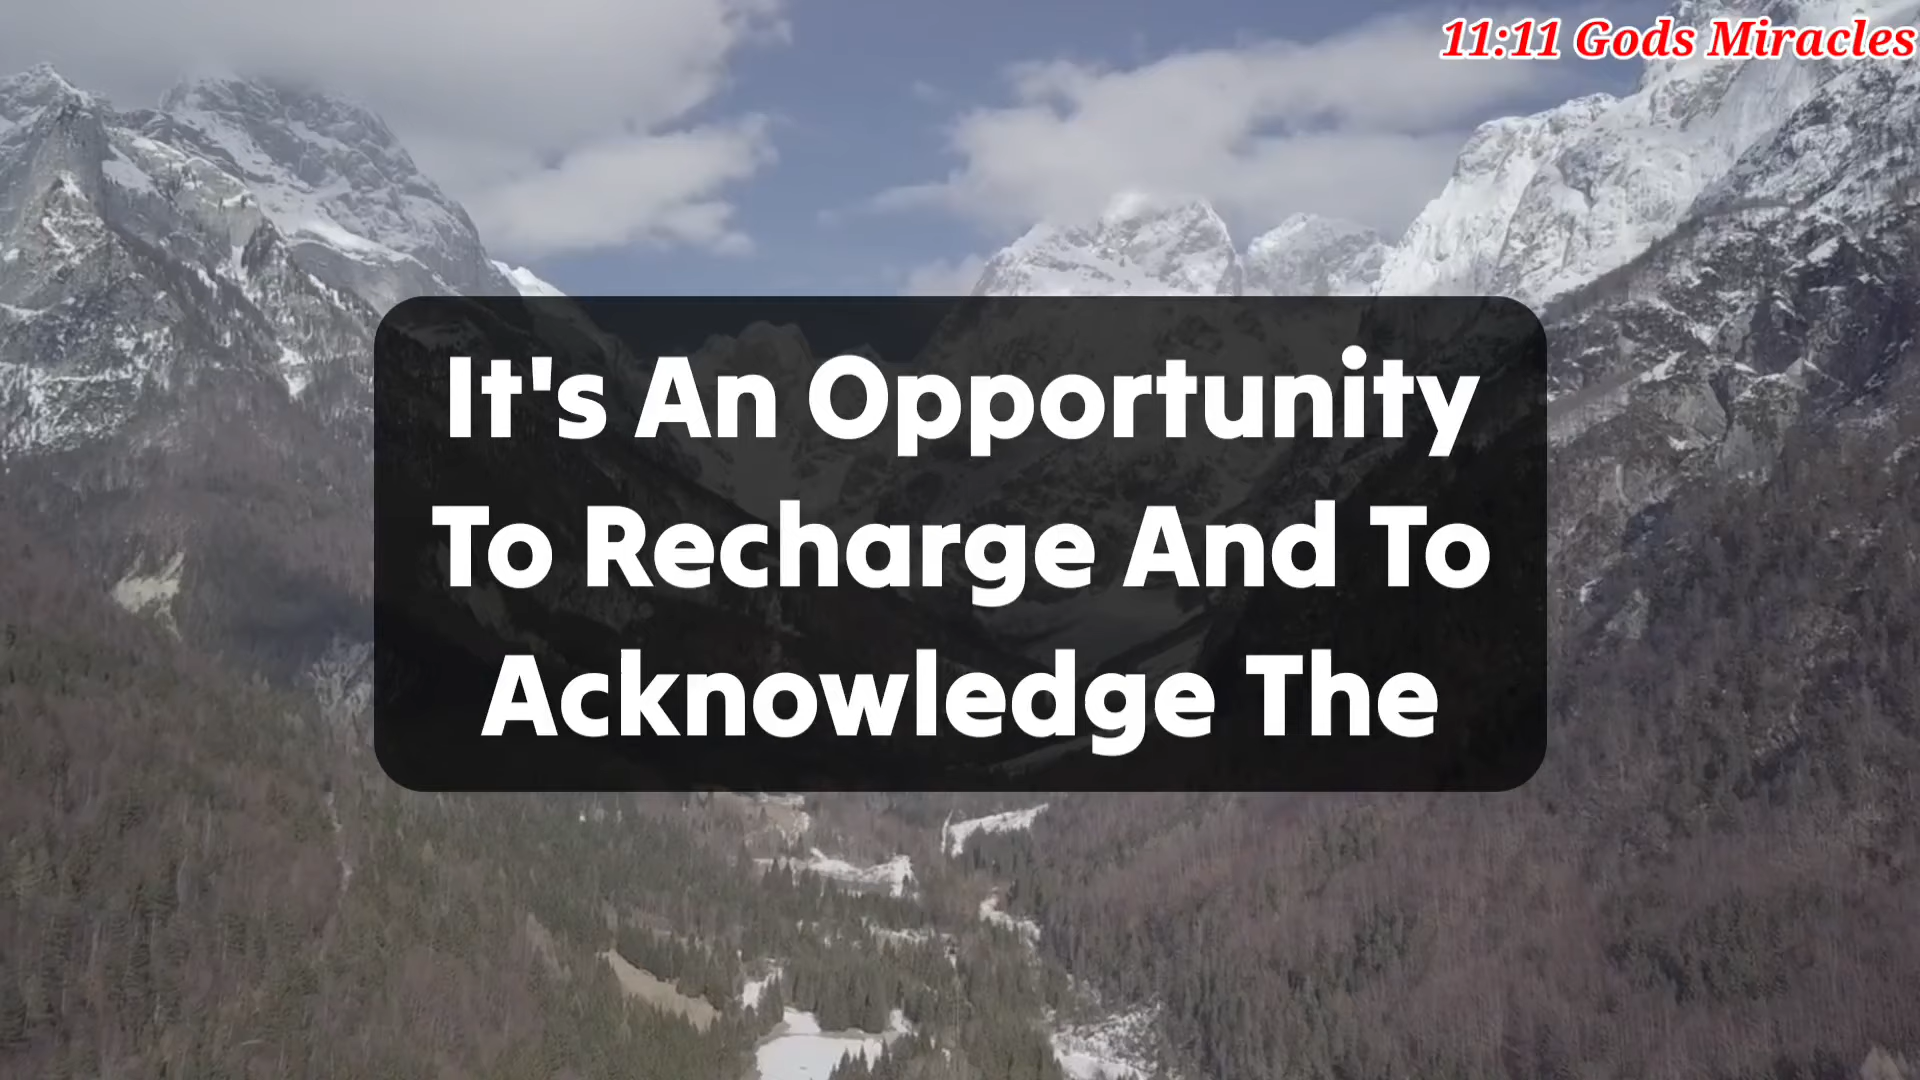 11:11 Gods Miracles
It's An Opportunity
To Recharge And To
Acknowledge The